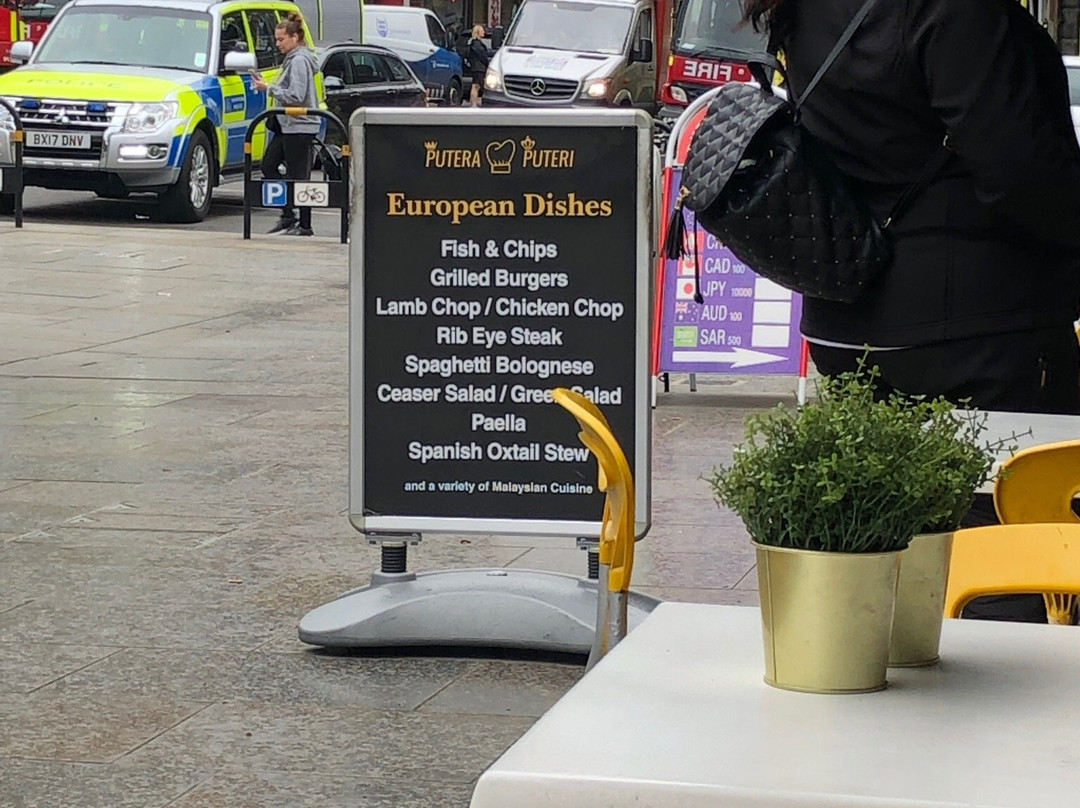 POLICE
BX17 DNV
P
FIRE
PUTERA PUTERI
European Dishes
Fish & Chips
Grilled Burgers
Lamb Chop / Chicken Chop
Rib Eye Steak
Spaghetti Bolognese
Ceaser Salad / Green Salad
Paella
Spanish Oxtail Stew
and a variety of Malaysian Cuisine
CAD 100
JPY 10000
AUD 100
SAR 500